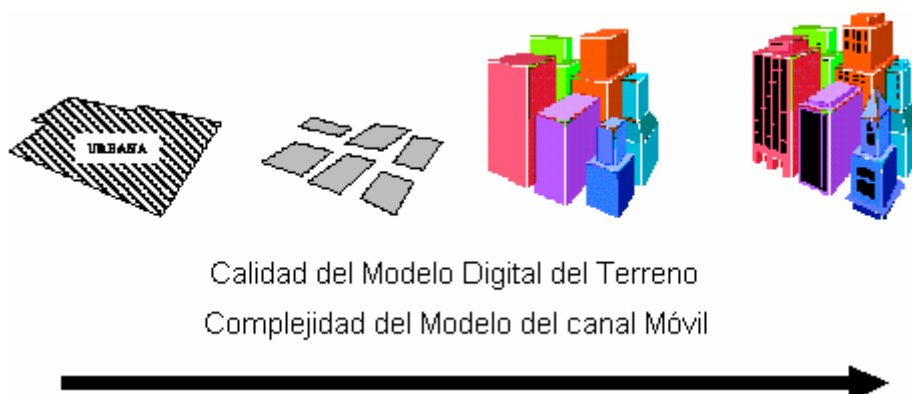 URBANA
Calidad del Modelo Digital del Terreno
Complejidad del Modelo del canal Móvil